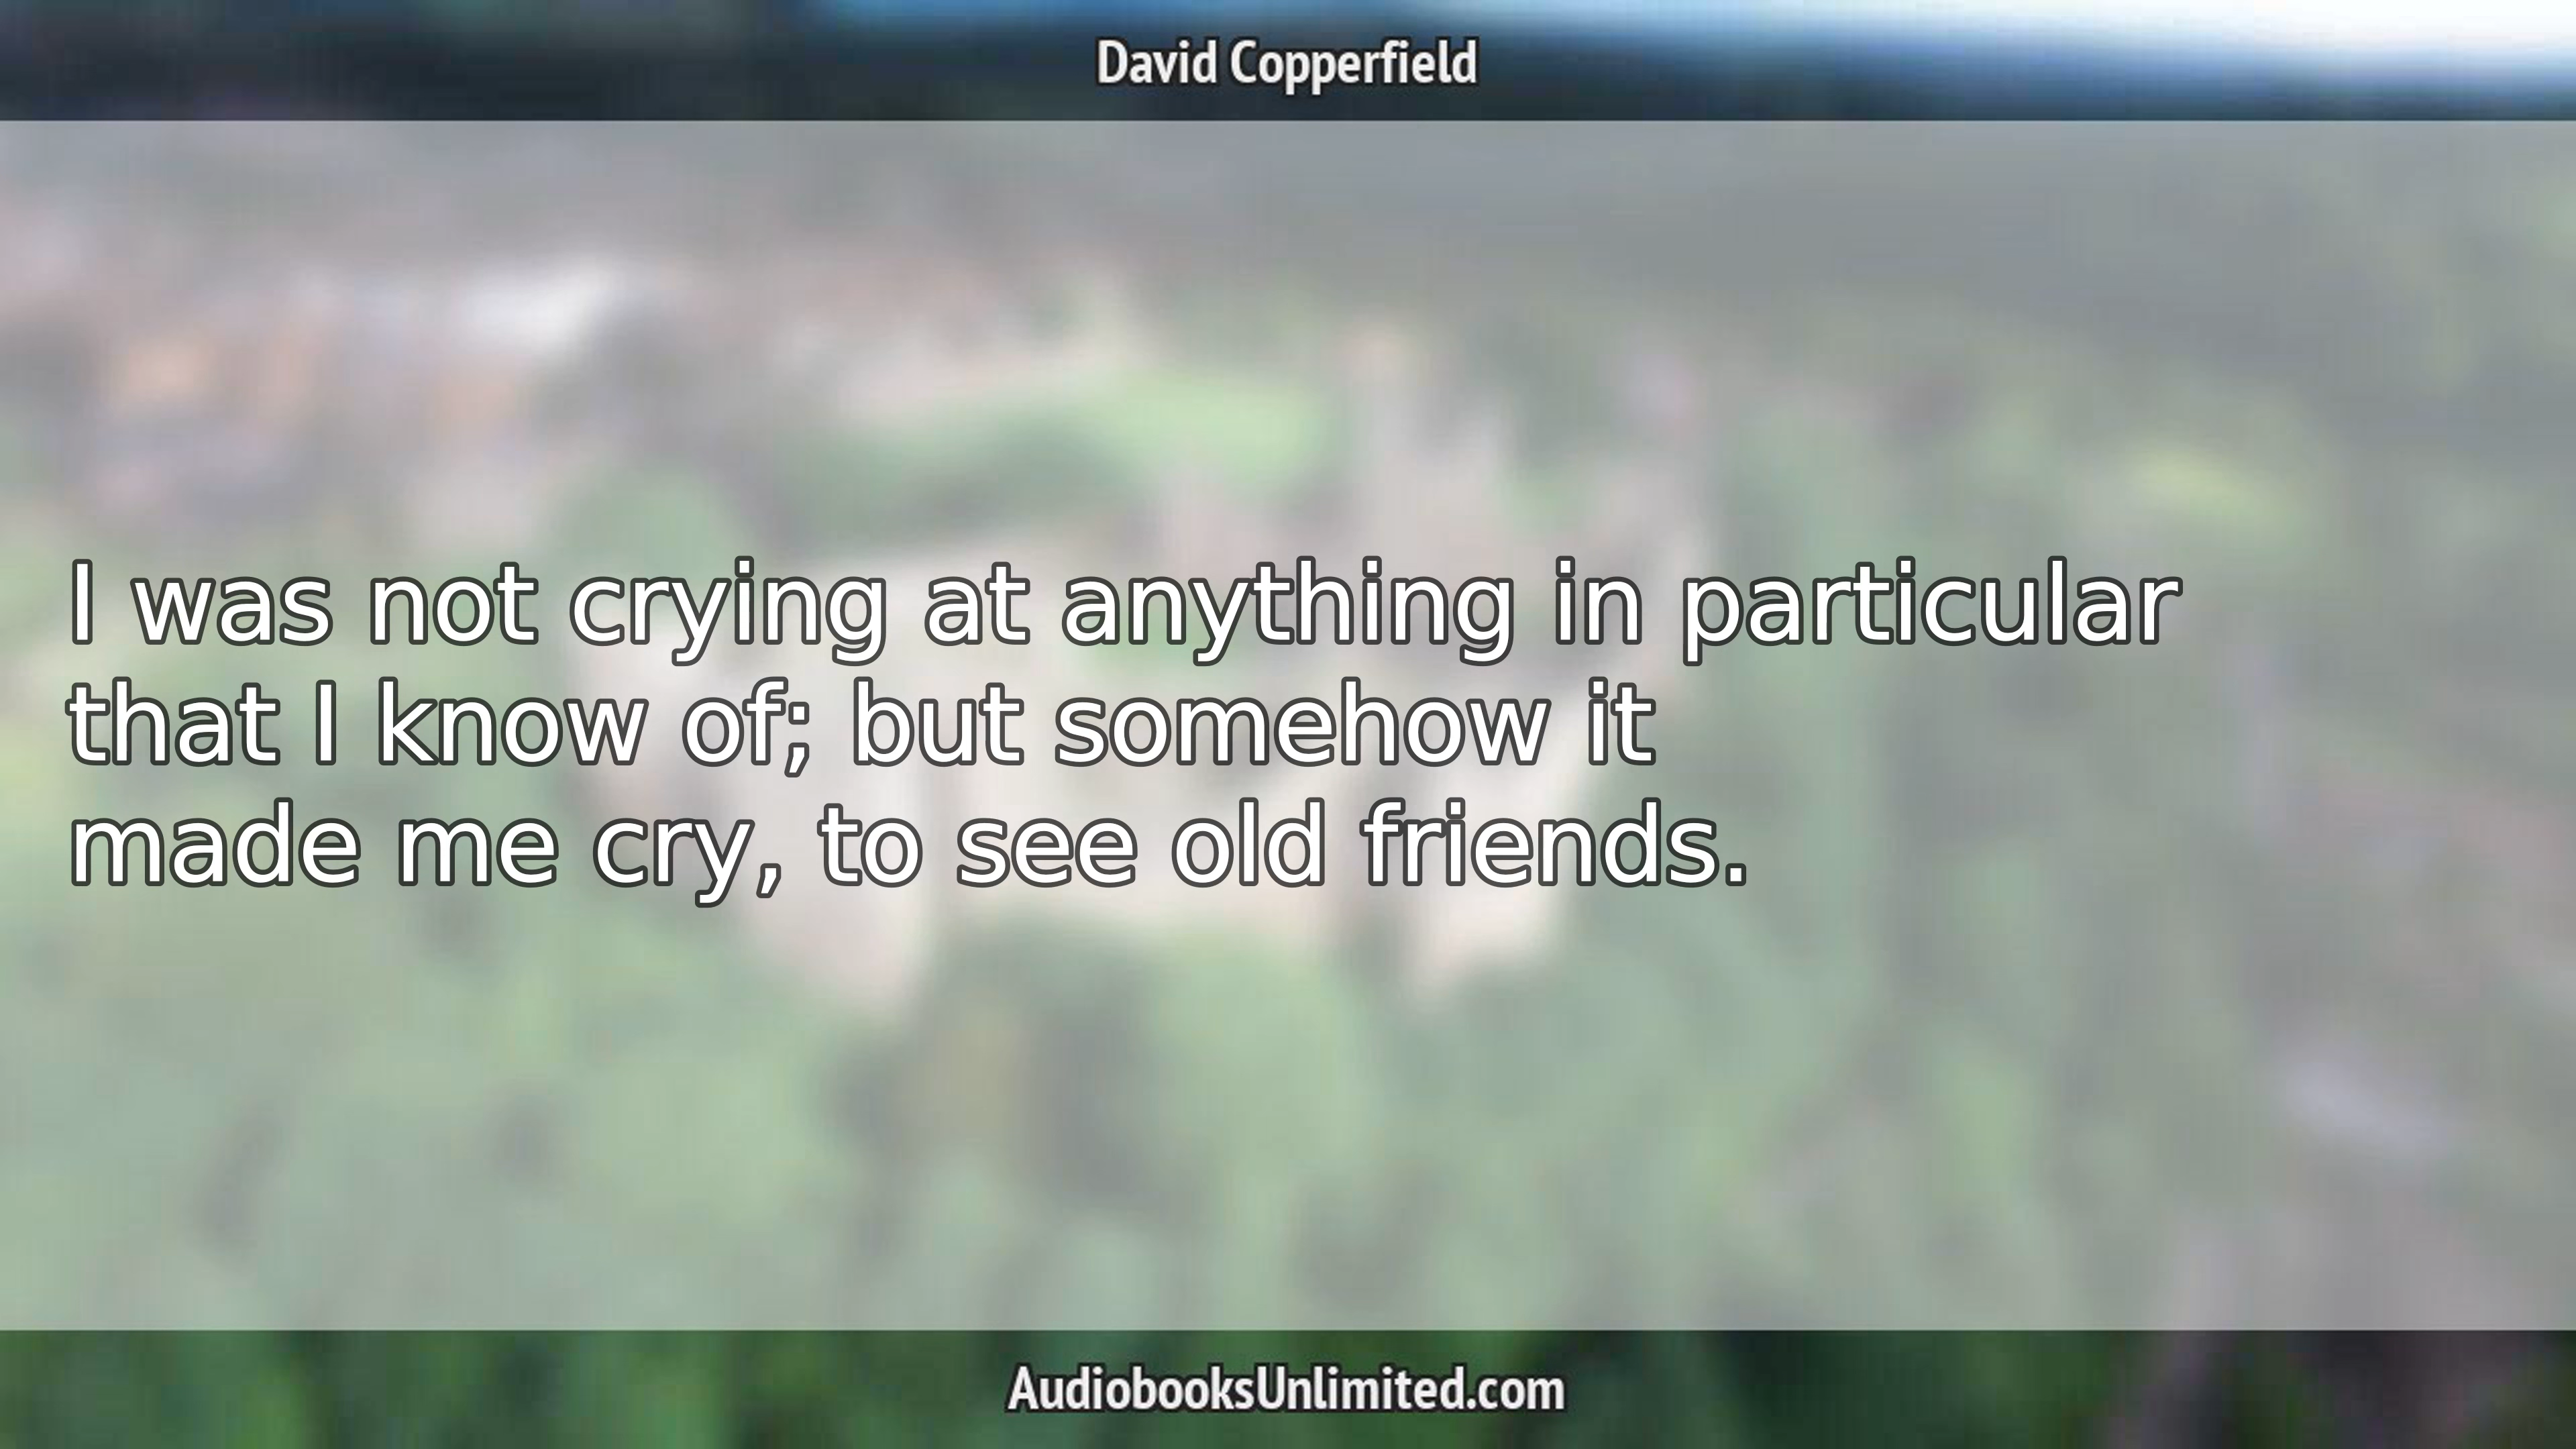 David Copperfield
I was not crying at anything in particular
that I know of; but somehow it
made me cry, to see old friends.
AudiobooksUnlimited.com